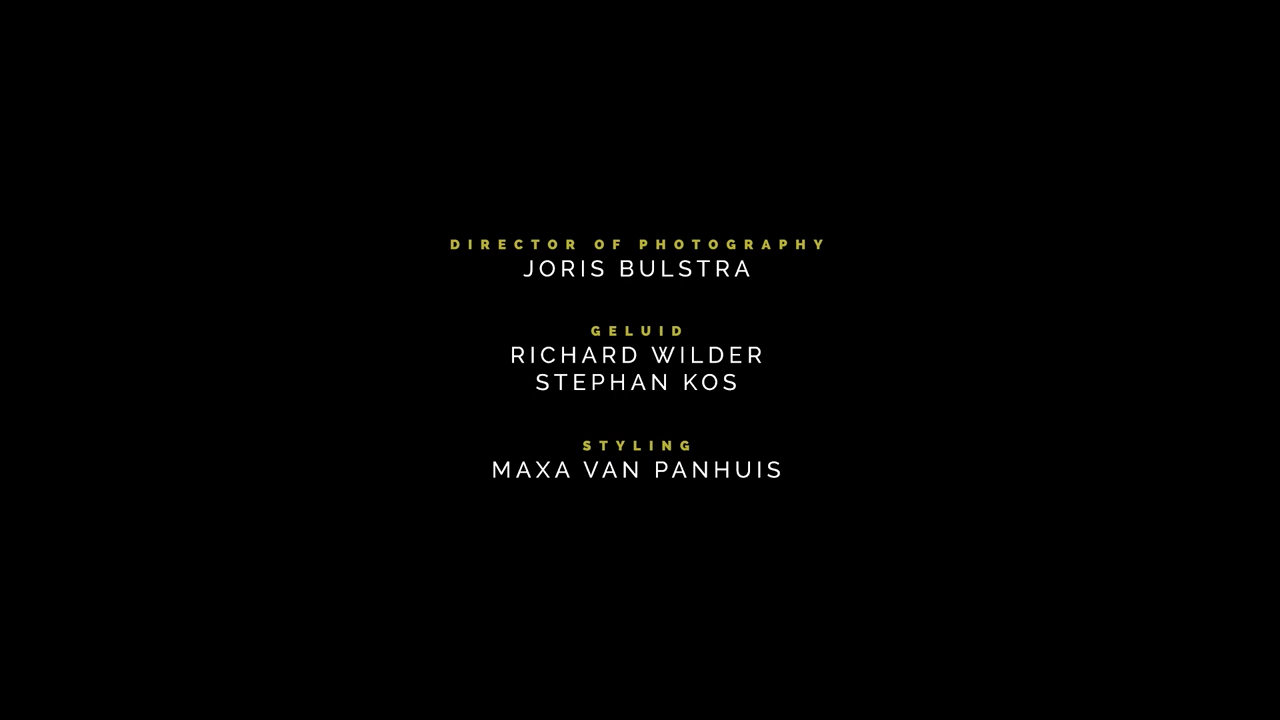 DIRECTOR OF PHOTOGRAPHY
JORIS BULSTRA
GELUID
RICHARD WILDER
STEPHAN KOS
STYLING
MAXA VAN PANHUIS